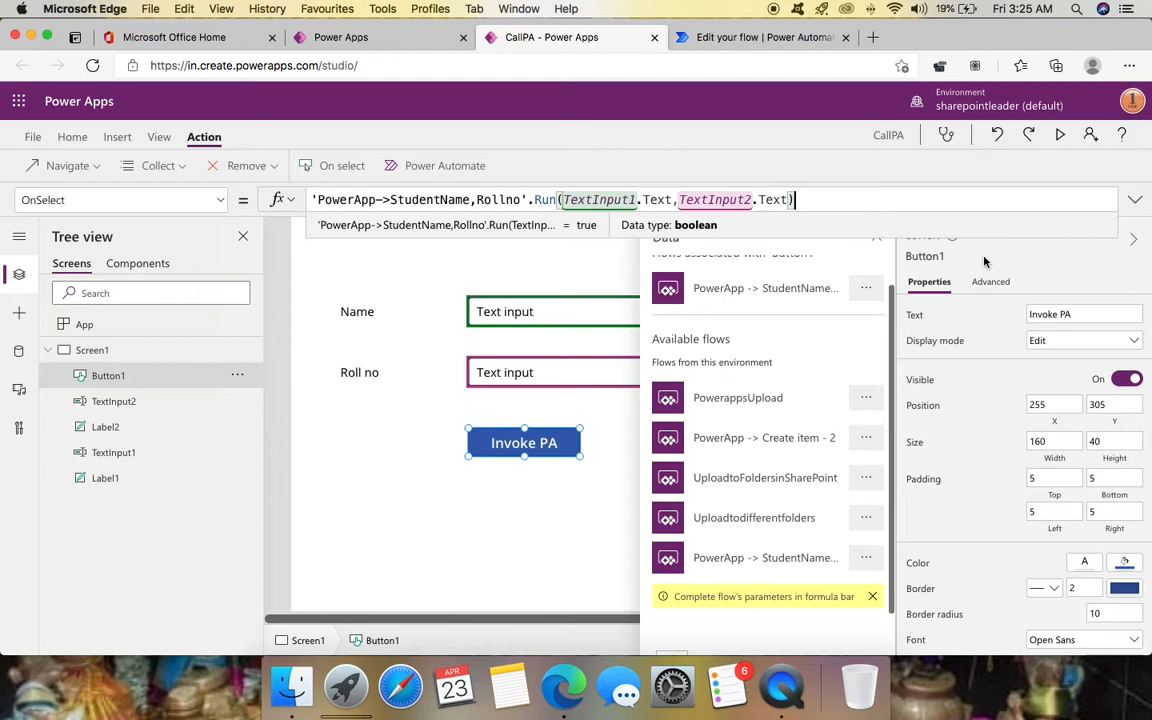 Microsoft Edge File Edit View History Favourites Tools Tab Window Help 19% Fri 3:25 AM
Microsoft Office Home Power Apps CallPA - Power Apps Edit your flow | Power Automat
https://in.create.powerapps.com/studio/
Power Apps
Environment
sharepointleader (default)
File Home Insert View Action CallPA
Navigate Collect Remove On select Power Automate
OnSelect fx 'PowerApp->StudentName,Rollno'.Run(TextInput1.Text,TextInput2.Text)
'PowerApp->StudentName,Rollno'.Run(TextInp... = true Data type: boolean
Tree view
Screens Components
Search
App
Screen1
Button1
TextInput2
Label2
TextInput1
Label1
Name Text input
Roll no Text input
Invoke PA
Data
Flows associated with 'Button1'
PowerApp -> StudentName...
Available flows
Flows from this environment
PowerappsUpload
PowerApp -> Create item - 2
UploadtoFoldersinSharePoint
Uploadtodifferentfolders
PowerApp -> StudentName...
Complete flow's parameters in formula bar
Button1
Properties Advanced
Text Invoke PA
Display mode Edit
Visible On
Position 255 305
X Y
Size 160 40
Width Height
Padding 5 5
Top Bottom
5 5
Left Right
Color A
Border 2
Border radius 10
Font Open Sans
Screen1 Button1
APR
23
6